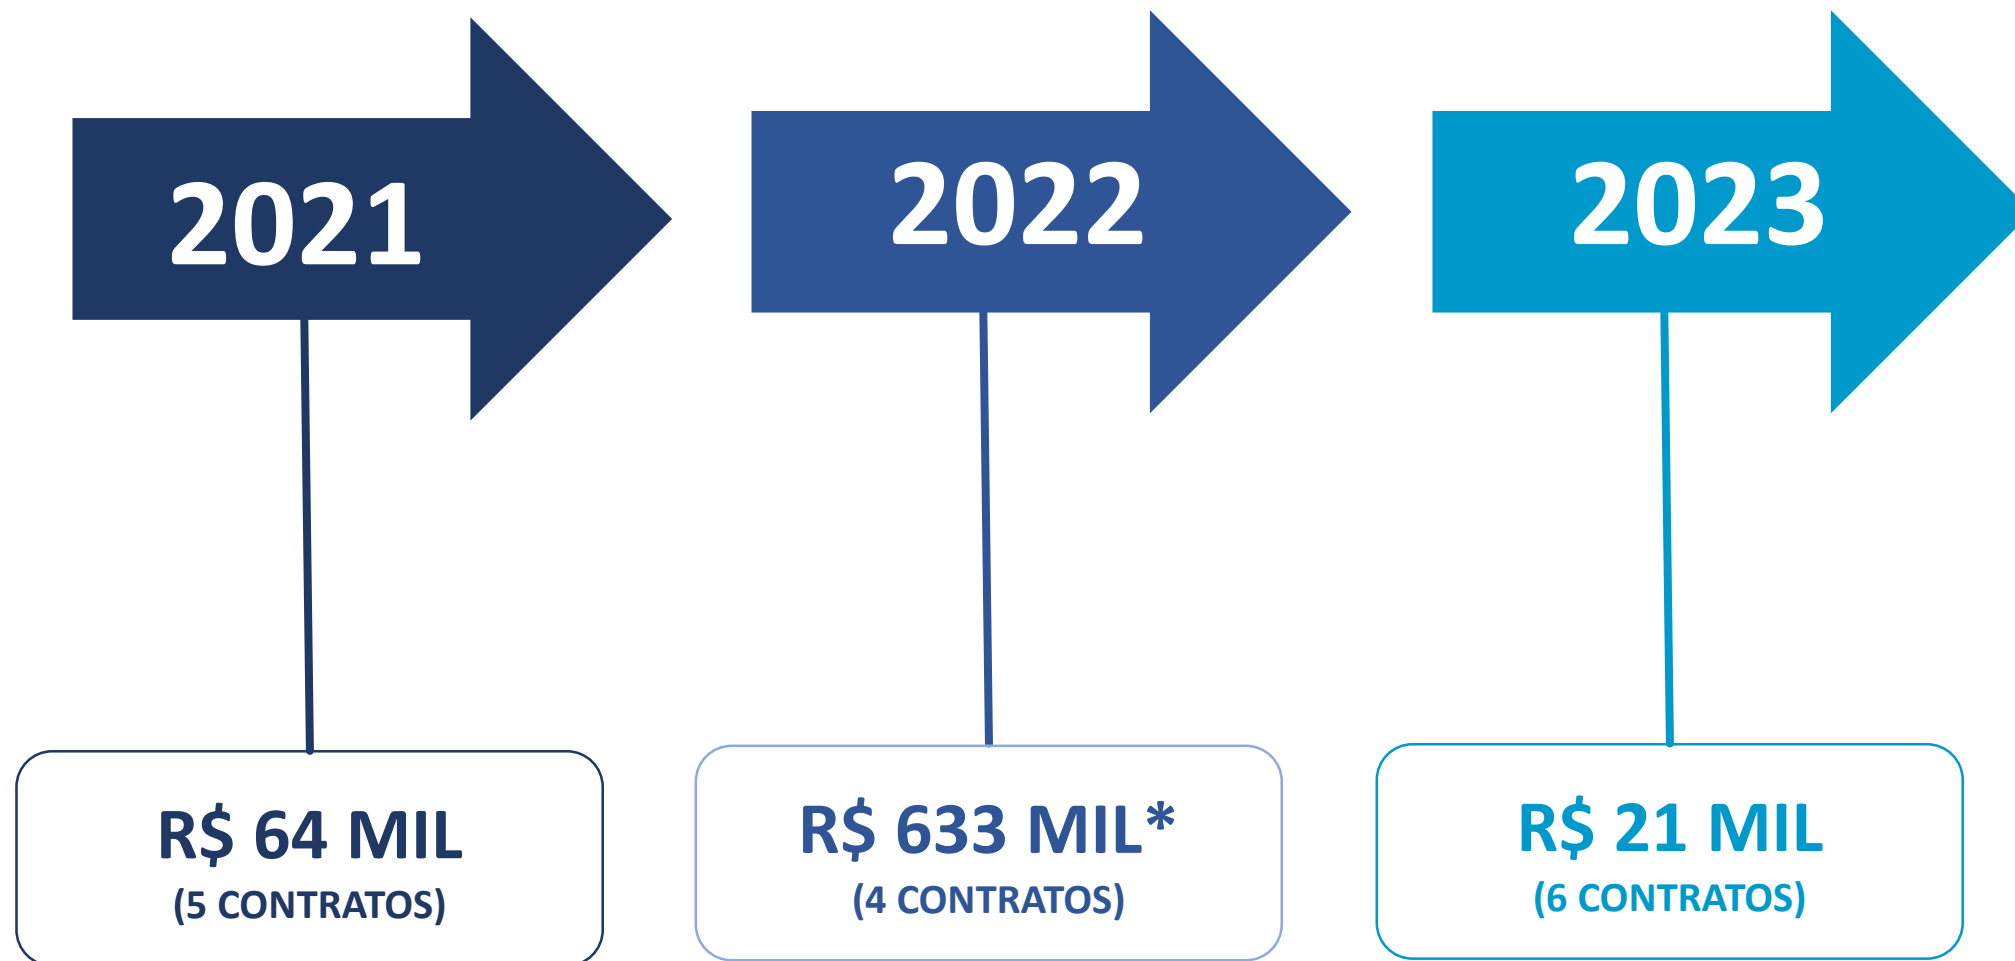 2021
2022
2023
R$ 64 MIL
(5 CONTRATOS)
R$ 633 MIL*
(4 CONTRATOS)
R$ 21 MIL
(6 CONTRATOS)